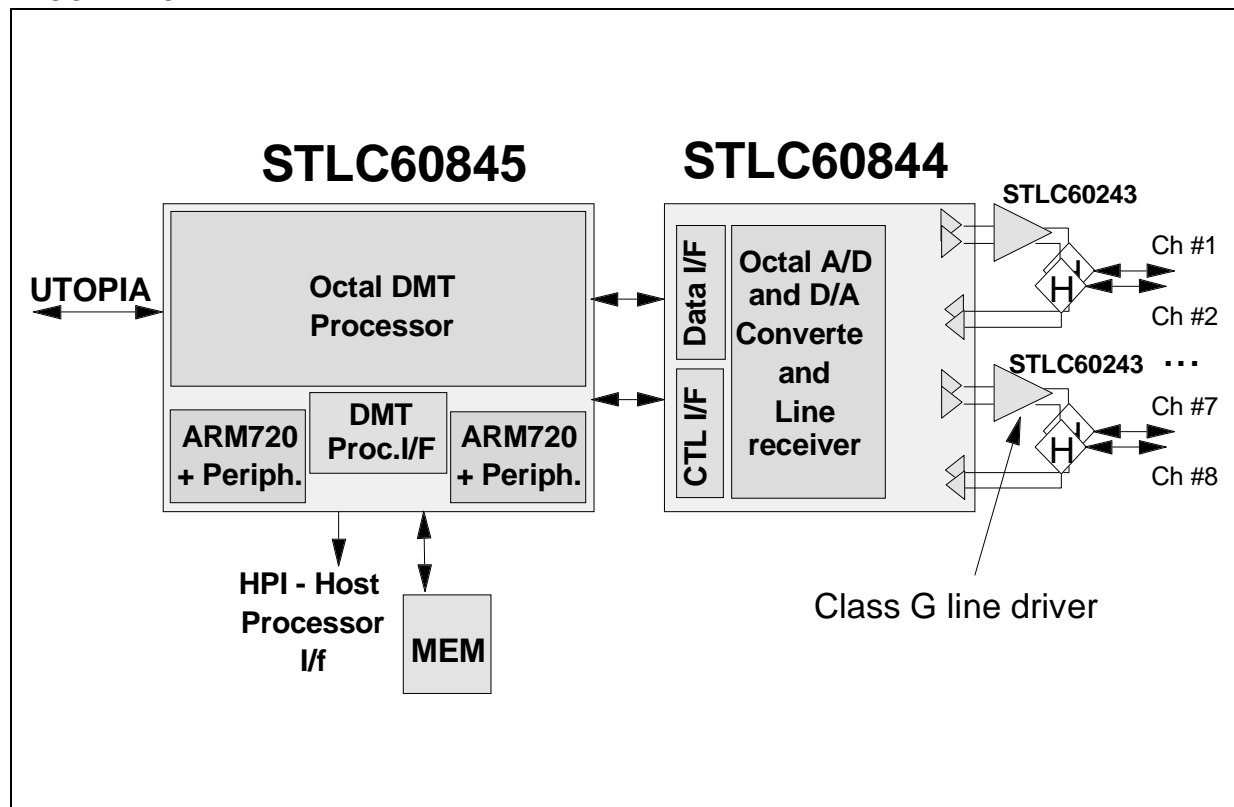 STLC60845
STLC60844
STLC60243
UTOPIA
Octal DMT
Processor
Data I/F
Octal A/D
and D/A
Converte
and
Line
receiver
H
Ch #1
Ch #2
...
STLC60243
DMT
Proc.I/F
ARM720
+ Periph.
ARM720
+ Periph.
CTL I/F
H
Ch #7
Ch #8
HPI - Host
Processor
I/f
MEM
Class G line driver